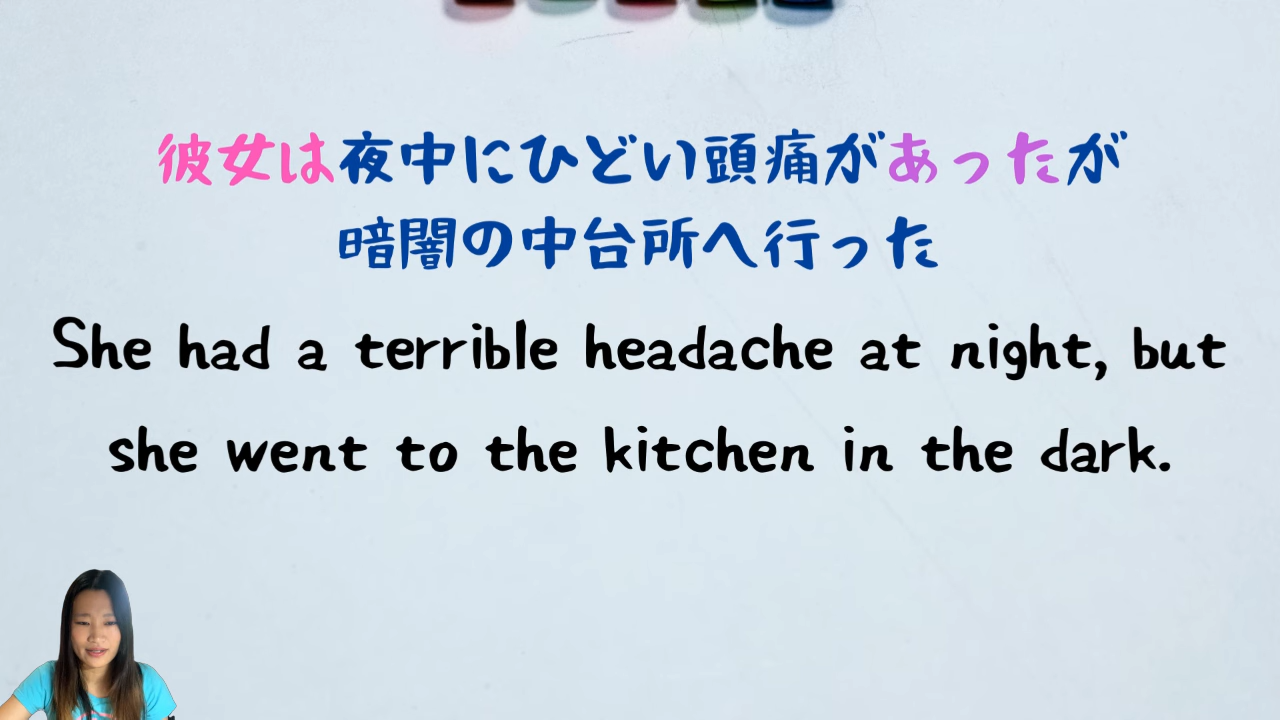 彼女は夜中にひどい頭痛があったが
暗闇の中台所へ行った
She had a terrible headache at night, but
she went to the kitchen in the dark.